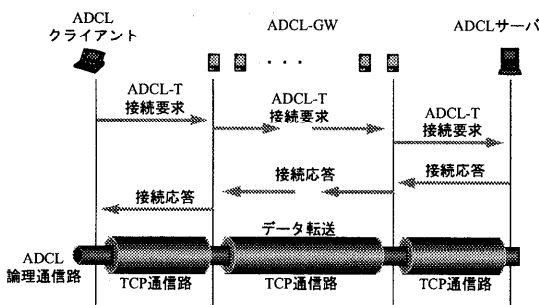 ADCL
クライアント
ADCL-GW
ADCLサーバ
・・・
ADCL-T
接続要求
ADCL-T
接続要求
ADCL-T
接続要求
接続応答
接続応答
接続応答
データ転送
ADCL
論理通信路
TCP通信路
TCP通信路
TCP通信路